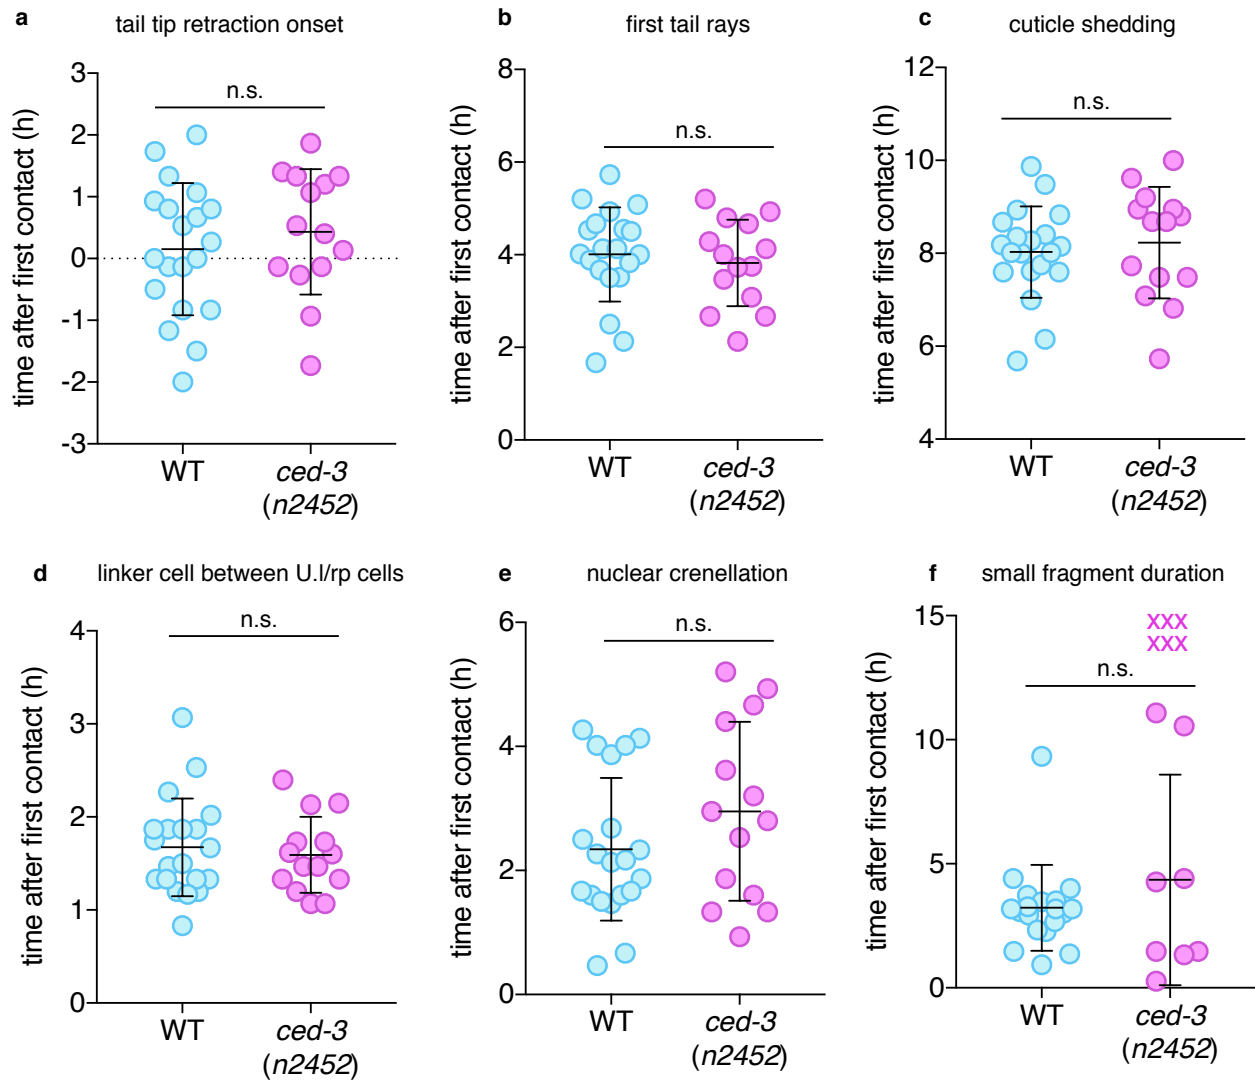 a tail tip retraction onset
time after first contact (h)
3
2
1
0
-1
-2
-3
n.s.
WT ced-3
(n2452)
b first tail rays
time after first contact (h)
8
6
4
2
0
n.s.
WT ced-3
(n2452)
c cuticle shedding
time after first contact (h)
12
10
8
6
4
n.s.
WT ced-3
(n2452)
d linker cell between U.l/rp cells
time after first contact (h)
4
3
2
1
0
n.s.
WT ced-3
(n2452)
e nuclear crenellation
time after first contact (h)
6
4
2
0
n.s.
WT ced-3
(n2452)
f small fragment duration
time after first contact (h)
15
10
5
0
xxx
xxx
n.s.
WT ced-3
(n2452)